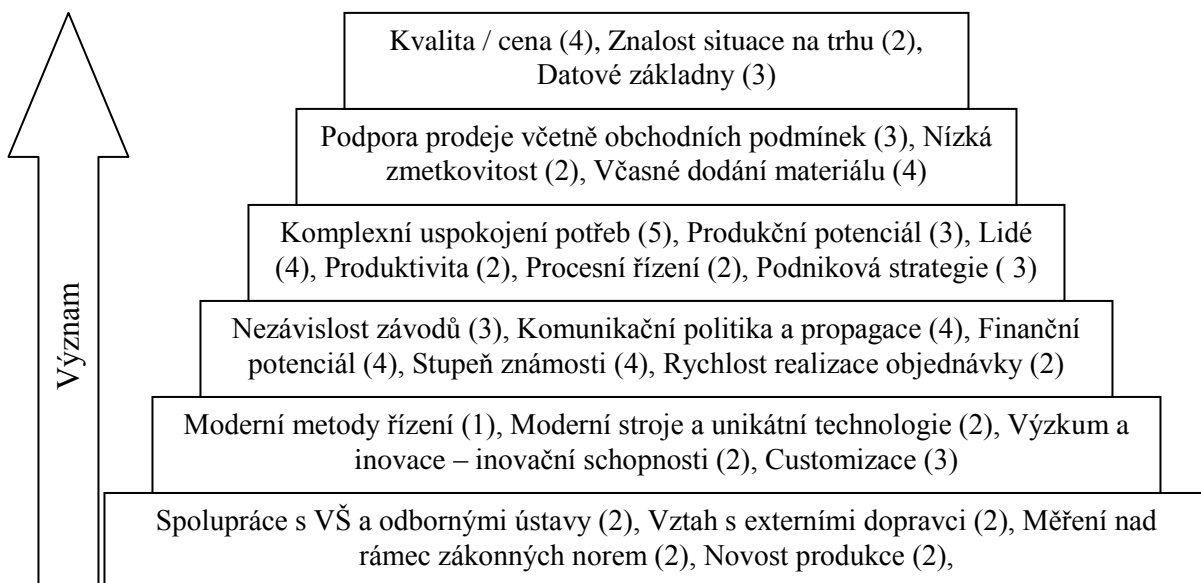 Kvalita / cena (4), Znalost situace na trhu (2),
Datové základny (3)
Podpora prodeje včetně obchodních podmínek (3), Nízká
zmetkovitost (2), Včasné dodání materiálu (4)
Komplexní uspokojení potřeb (5), Produkční potenciál (3), Lidé
(4), Produktivita (2), Procesní řízení (2), Podniková strategie ( 3)
Nezávislost závodů (3), Komunikační politika a propagace (4), Finanční
potenciál (4), Stupeň známosti (4), Rychlost realizace objednávky (2)
Moderní metody řízení (1), Moderní stroje a unikátní technologie (2), Výzkum a
inovace – inovační schopnosti (2), Customizace (3)
Spolupráce s VŠ a odbornými ústavy (2), Vztah s externími dopravci (2), Měření nad
rámec zákonných norem (2), Novost produkce (2),
Význam